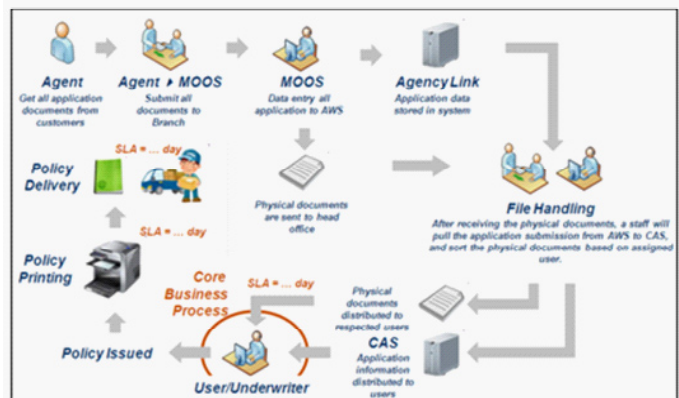 Agent
Get all application
documents from
customers
Agent ▸ MOOS
Submit all
documents to
Branch
MOOS
Data entry all
application to AWS
AgencyLink
Application data
stored in system
Physical documents
are sent to head
office
File Handling
After receiving the physical documents, a staff will
pull the application submission from AWS to CAS,
and sort the physical documents based on assigned
user.
Physical
documents
distributed to
respected users
CAS
Application
information
distributed to
users
SLA = ... day
Core
Business
Process
User/Underwriter
Policy Issued
Policy
Printing
SLA = ... day
Policy
Delivery
SLA = ... day